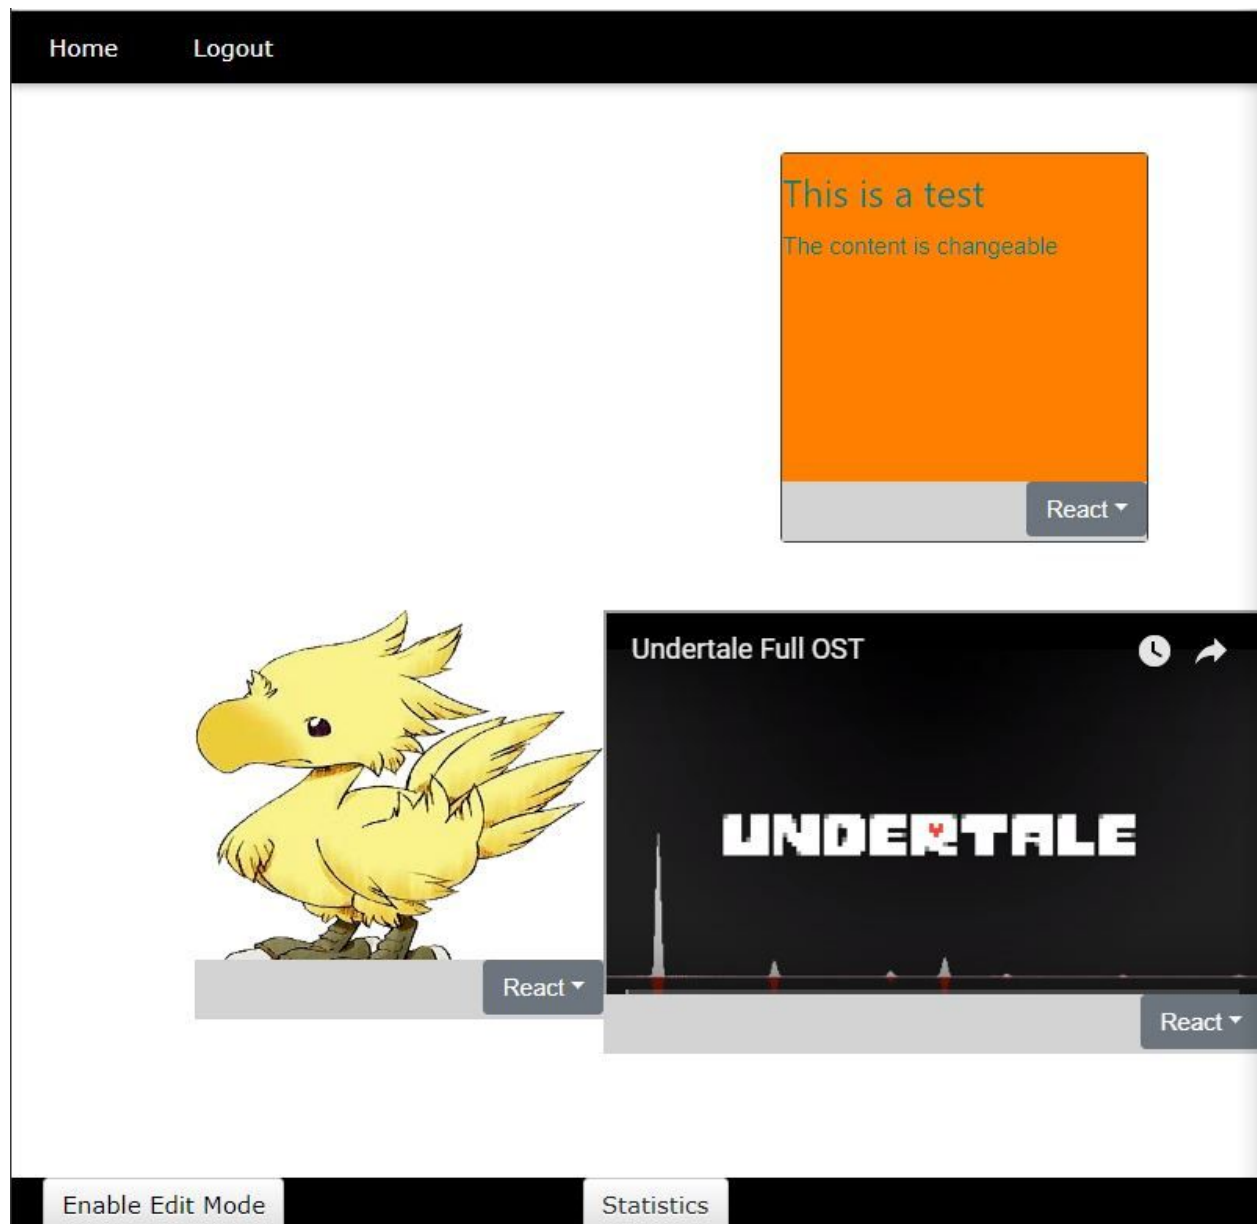 Home Logout
This is a test
The content is changeable
React
Undertale Full OST
UNDERTALE
React
React
Enable Edit Mode Statistics